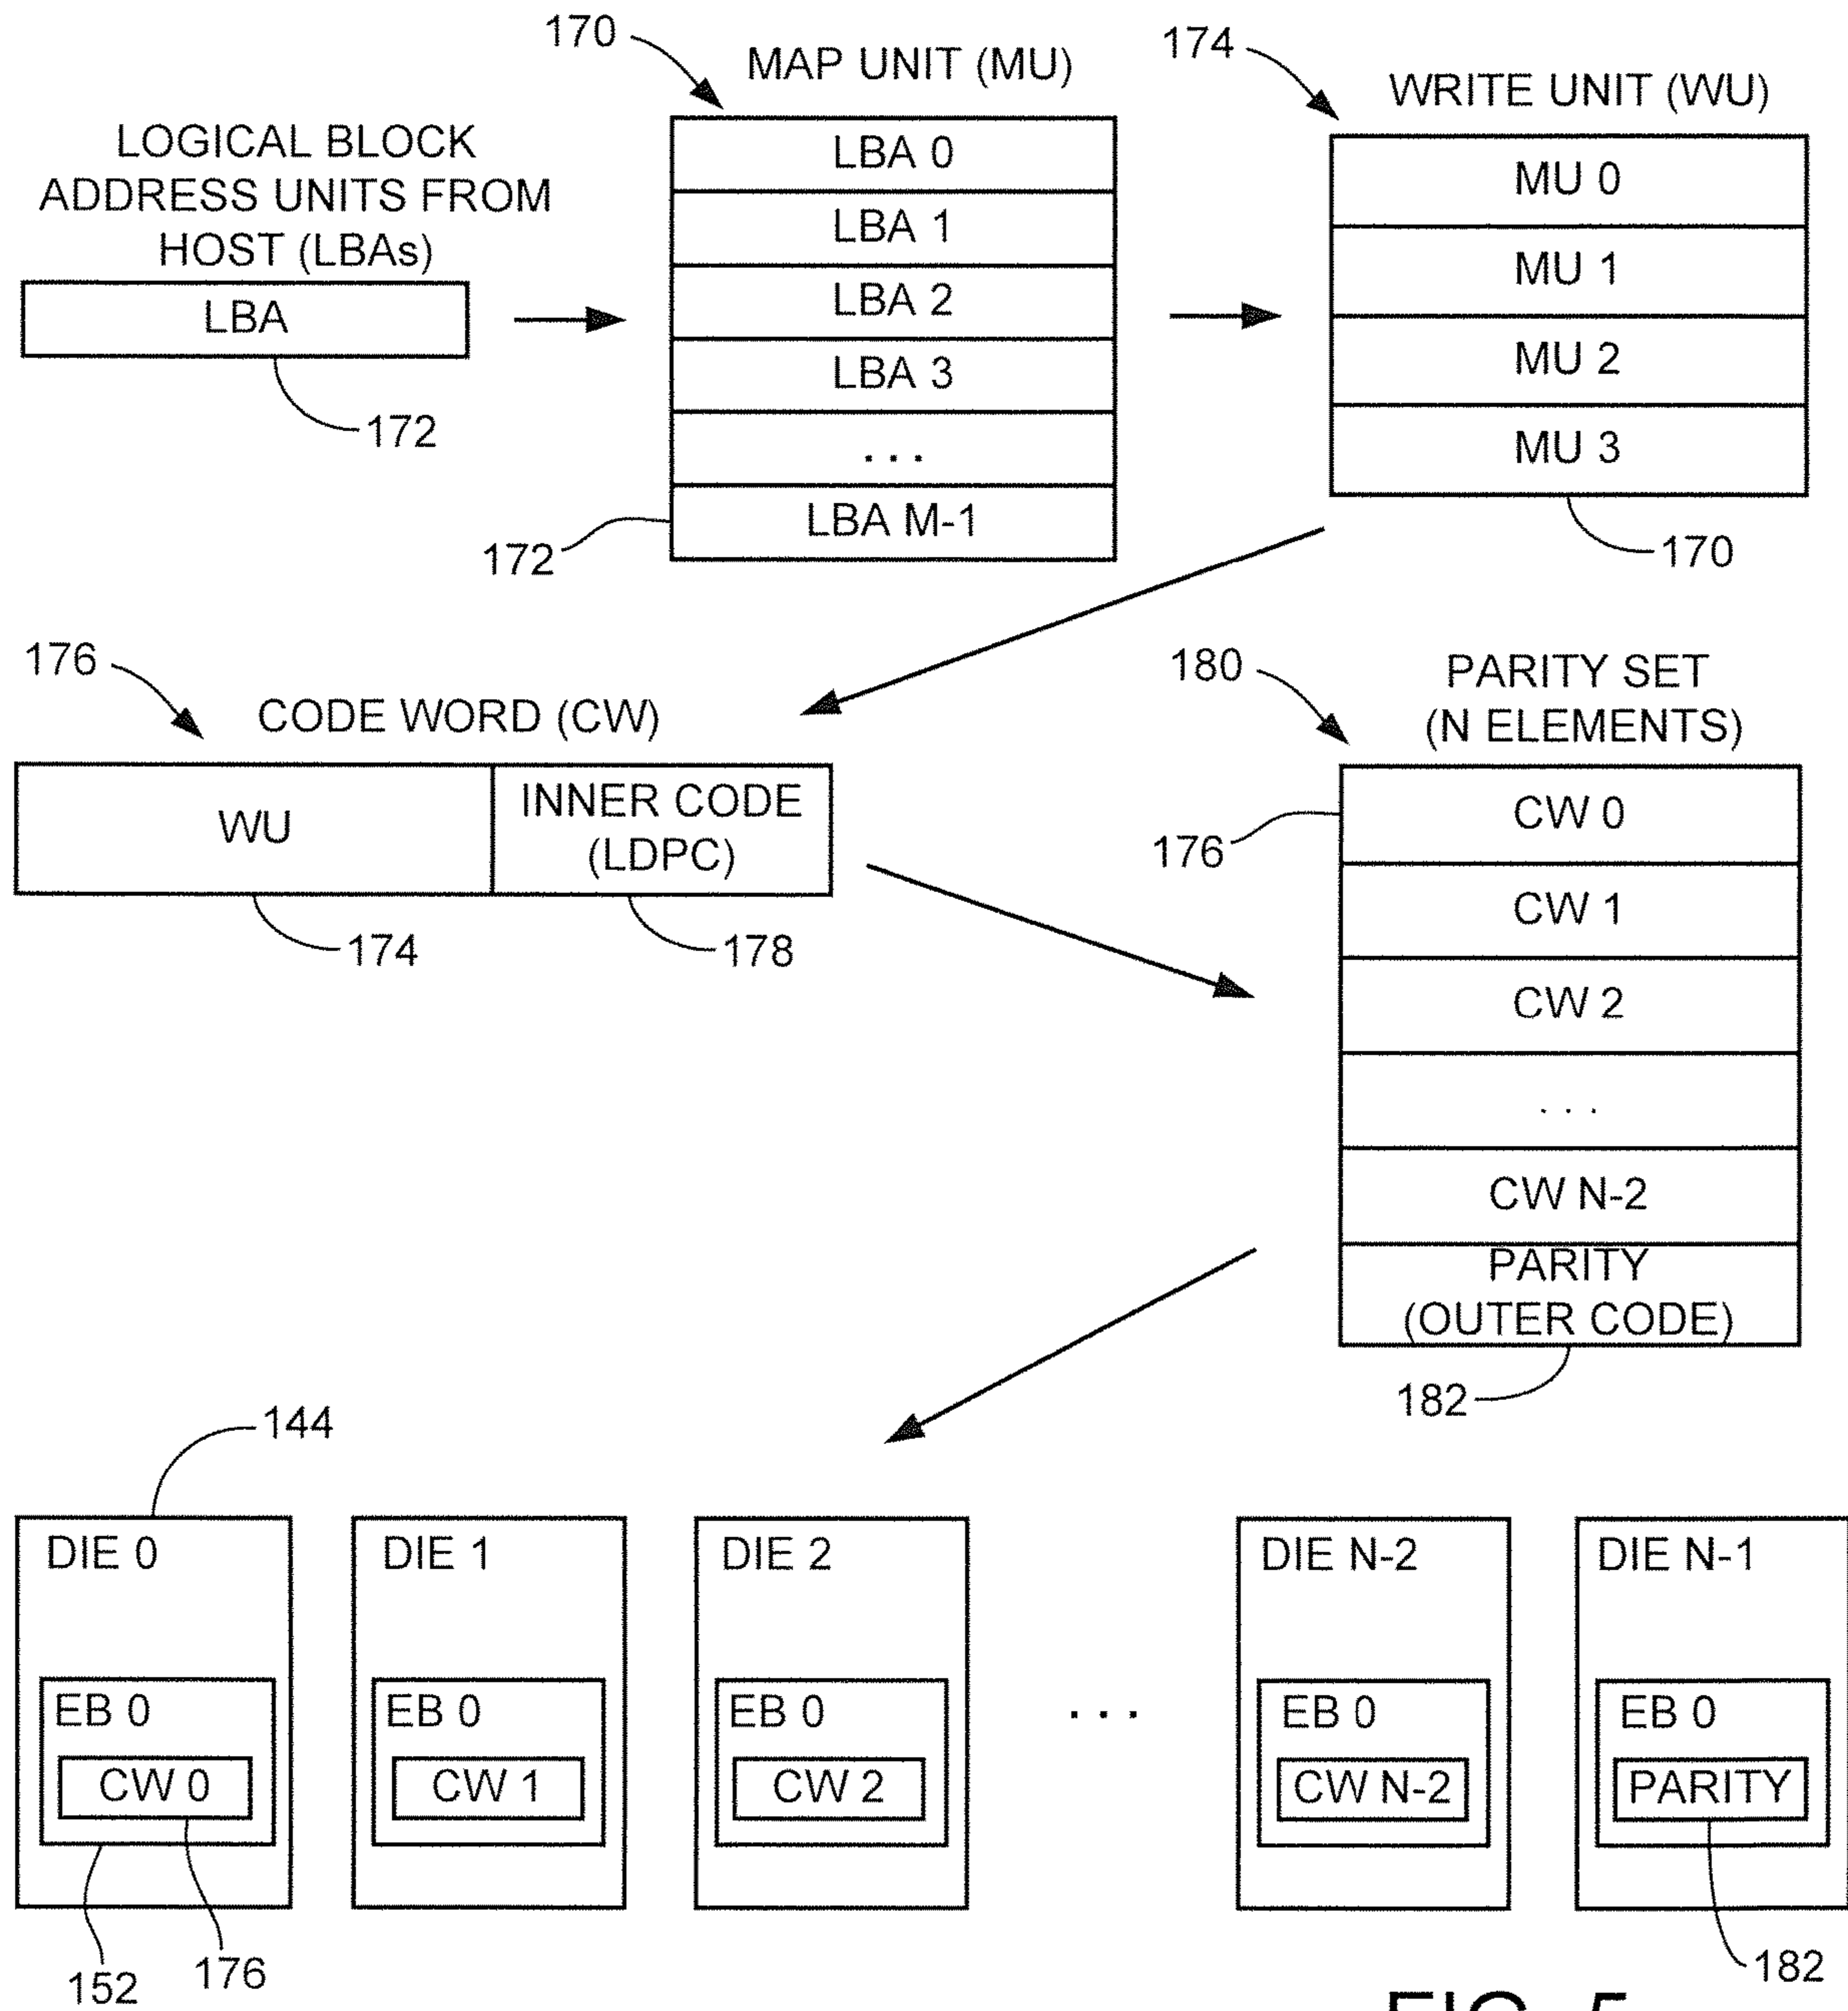 170
MAP UNIT (MU)
174
WRITE UNIT (WU)
LOGICAL BLOCK
ADDRESS UNITS FROM
HOST (LBAs)
LBA
172
LBA 0
LBA 1
LBA 2
LBA 3
...
LBA M-1
172
MU 0
MU 1
MU 2
MU 3
170
176
CODE WORD (CW)
WU
INNER CODE
(LDPC)
174
178
180
PARITY SET
(N ELEMENTS)
176
CW 0
CW 1
CW 2
...
CW N-2
PARITY
(OUTER CODE)
182
144
DIE 0
EB 0
CW 0
152
176
DIE 1
EB 0
CW 1
DIE 2
EB 0
CW 2
...
DIE N-2
EB 0
CW N-2
DIE N-1
EB 0
PARITY
182
FIG. 5